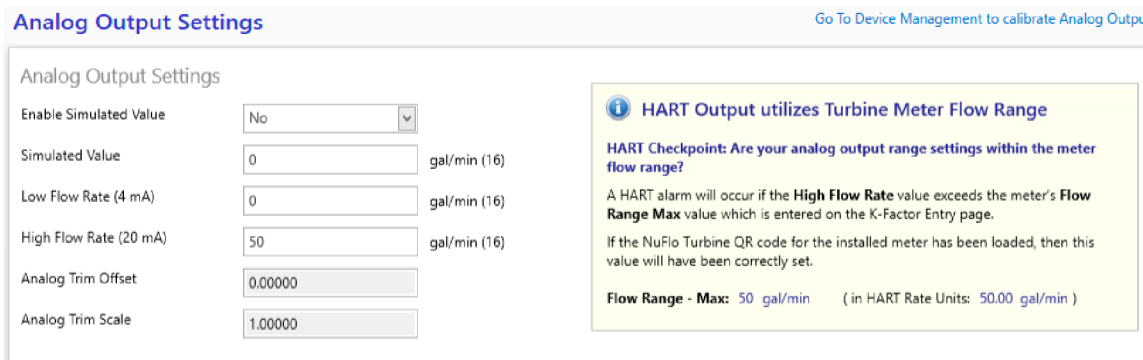 Analog Output Settings
Go To Device Management to calibrate Analog Outpu
Analog Output Settings
Enable Simulated Value
No
Simulated Value
0
gal/min (16)
Low Flow Rate (4 mA)
0
gal/min (16)
High Flow Rate (20 mA)
50
gal/min (16)
Analog Trim Offset
0.00000
Analog Trim Scale
1.00000
HART Output utilizes Turbine Meter Flow Range
HART Checkpoint: Are your analog output range settings within the meter
flow range?
A HART alarm will occur if the High Flow Rate value exceeds the meter's Flow
Range Max value which is entered on the K-Factor Entry page.
If the NuFlo Turbine QR code for the installed meter has been loaded, then this
value will have been correctly set.
Flow Range - Max: 50 gal/min ( in HART Rate Units: 50.00 gal/min )